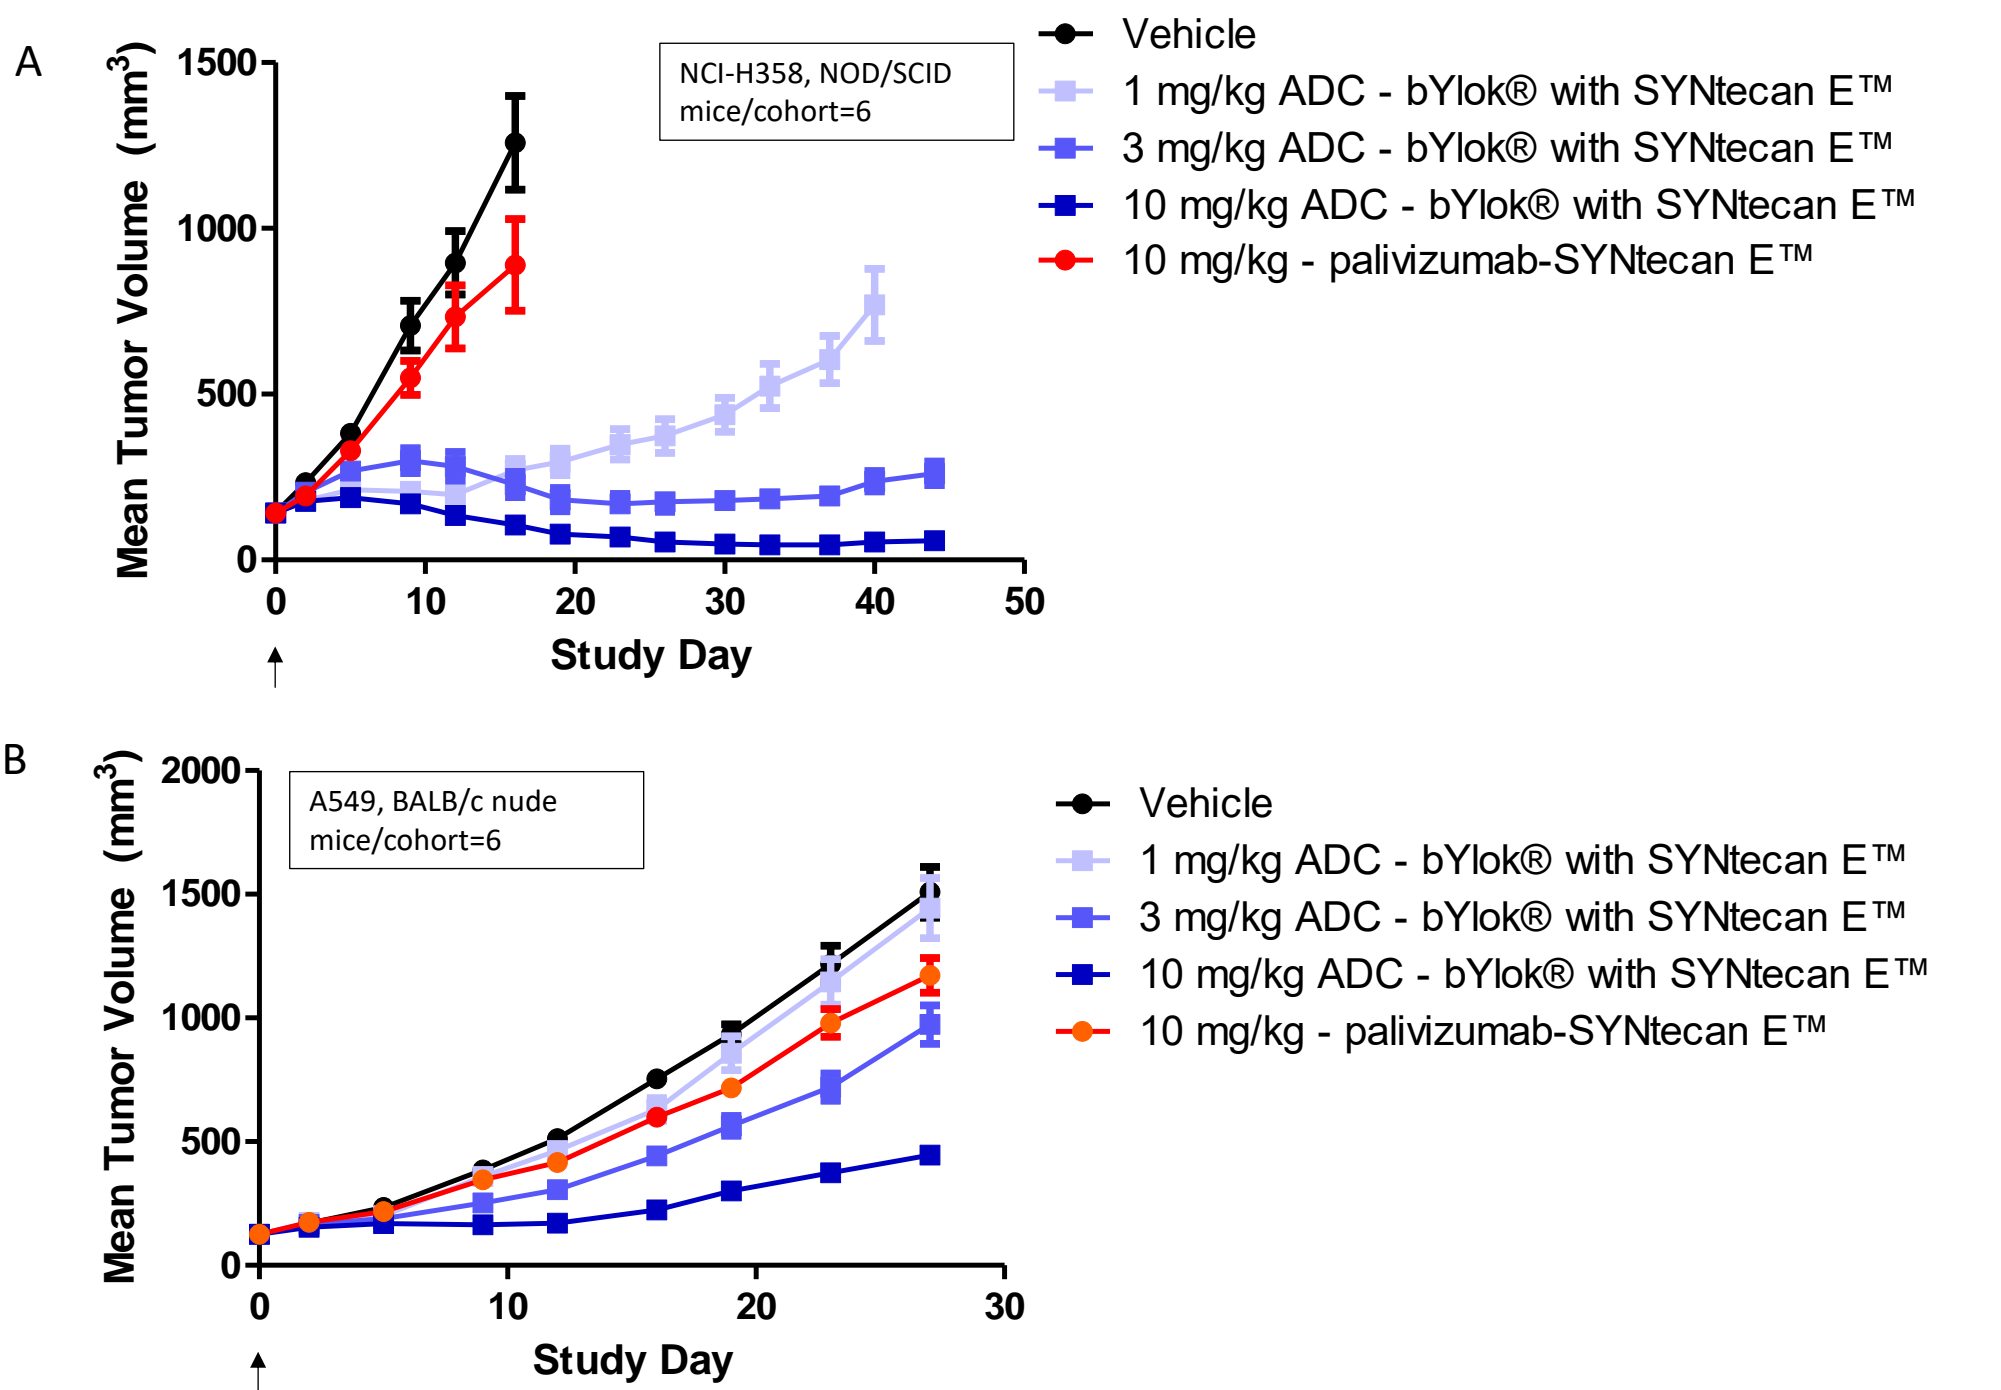 A
Mean Tumor Volume (mm3)
1500
1000
500
0
0 10 20 30 40 50
Study Day
NCI-H358, NOD/SCID
mice/cohort=6
Vehicle
1 mg/kg ADC - bYlok® with SYNtecan E™
3 mg/kg ADC - bYlok® with SYNtecan E™
10 mg/kg ADC - bYlok® with SYNtecan E™
10 mg/kg - palivizumab-SYNtecan E™
B
Mean Tumor Volume (mm3)
2000
1500
1000
500
0
0 10 20 30
Study Day
A549, BALB/c nude
mice/cohort=6
Vehicle
1 mg/kg ADC - bYlok® with SYNtecan E™
3 mg/kg ADC - bYlok® with SYNtecan E™
10 mg/kg ADC - bYlok® with SYNtecan E™
10 mg/kg - palivizumab-SYNtecan E™